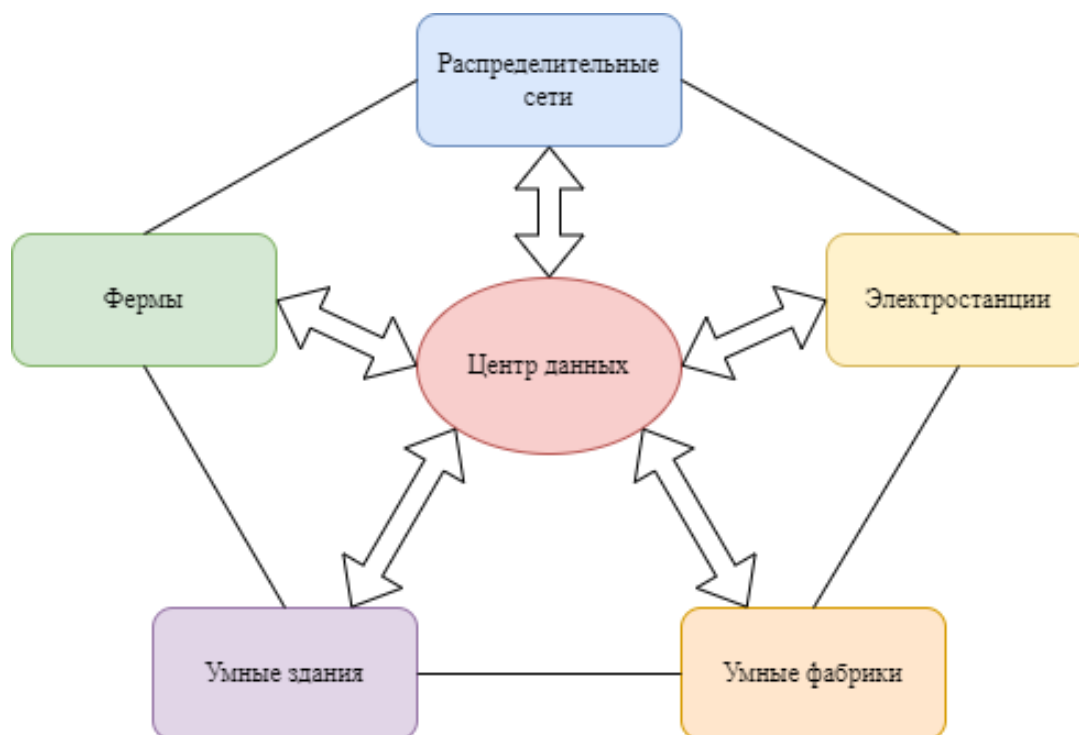 Распределительные
сети
Фермы
Электростанции
Центр данных
Умные здания
Умные фабрики